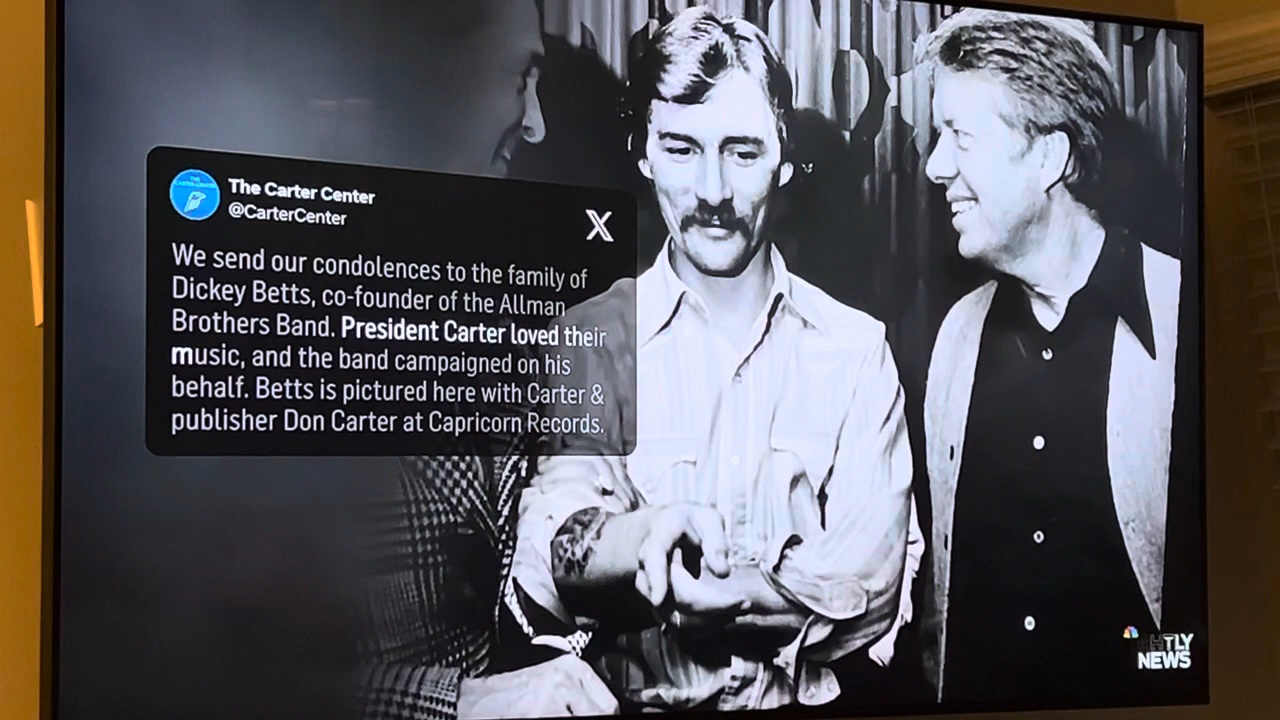 The Carter Center
@CarterCenter
We send our condolences to the family of
Dickey Betts, co-founder of the Allman
Brothers Band. President Carter loved their
music, and the band campaigned on his
behalf. Betts is pictured here with Carter &
publisher Don Carter at Capricorn Records.
HTLY
NEWS